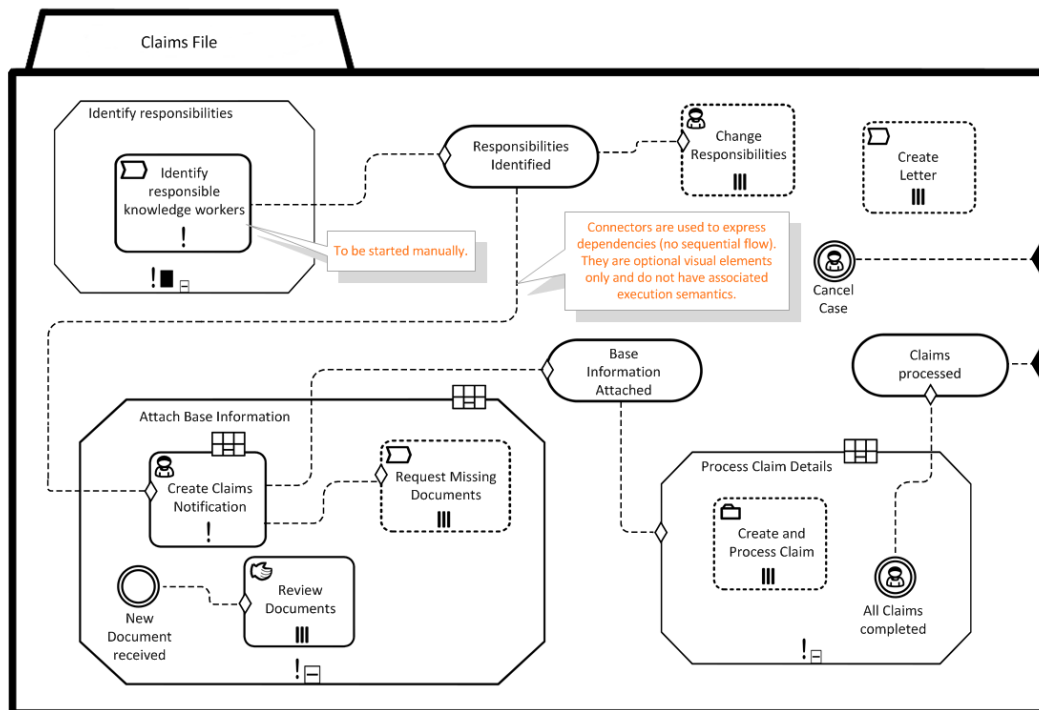 Claims File
Identify responsibilities
Identify
responsible
knowledge workers
!
!
To be started manually.
Responsibilities
Identified
Change
Responsibilities
Create
Letter
Connectors are used to express
dependencies (no sequential flow).
They are optional visual elements
only and do not have associated
execution semantics.
Cancel
Case
Base
Information
Attached
Claims
processed
Attach Base Information
Create Claims
Notification
!
Request Missing
Documents
New
Document
received
Review
Documents
!
Process Claim Details
Create and
Process Claim
All Claims
completed
!